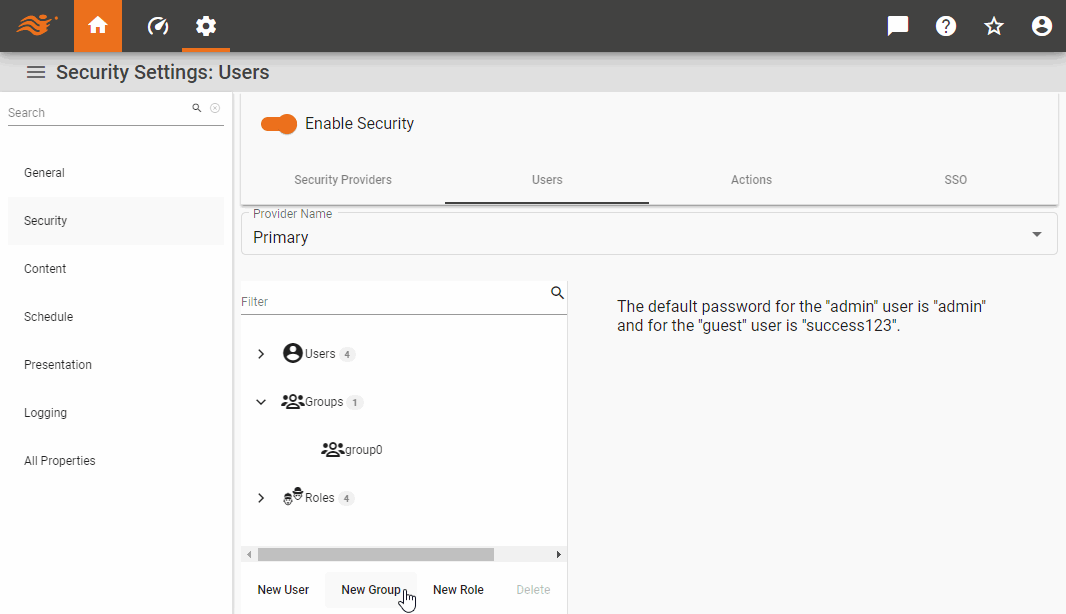 Security Settings: Users
Search
General
Security
Content
Schedule
Presentation
Logging
All Properties
Enable Security
Security Providers
Users
Actions
SSO
Provider Name
Primary
Filter
Users 4
Groups 1
group0
Roles 4
New User
New Group
New Role
Delete
The default password for the "admin" user is "admin"
and for the "guest" user is "success123".